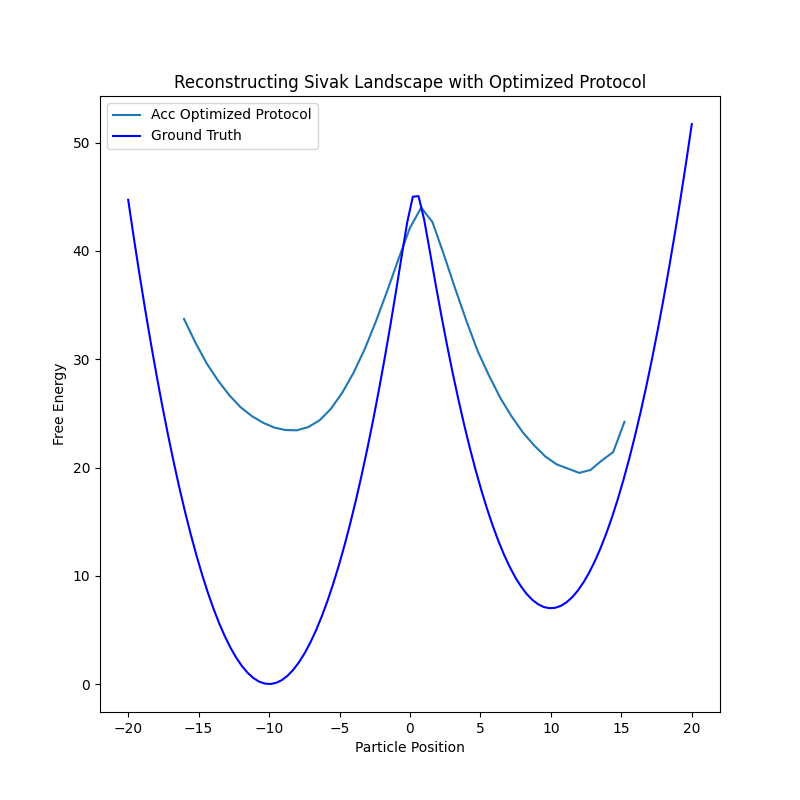 Reconstructing Sivak Landscape with Optimized Protocol
Acc Optimized Protocol
Ground Truth
Free Energy
50
40
30
20
10
0
−20 −15 −10 −5 0 5 10 15 20
Particle Position